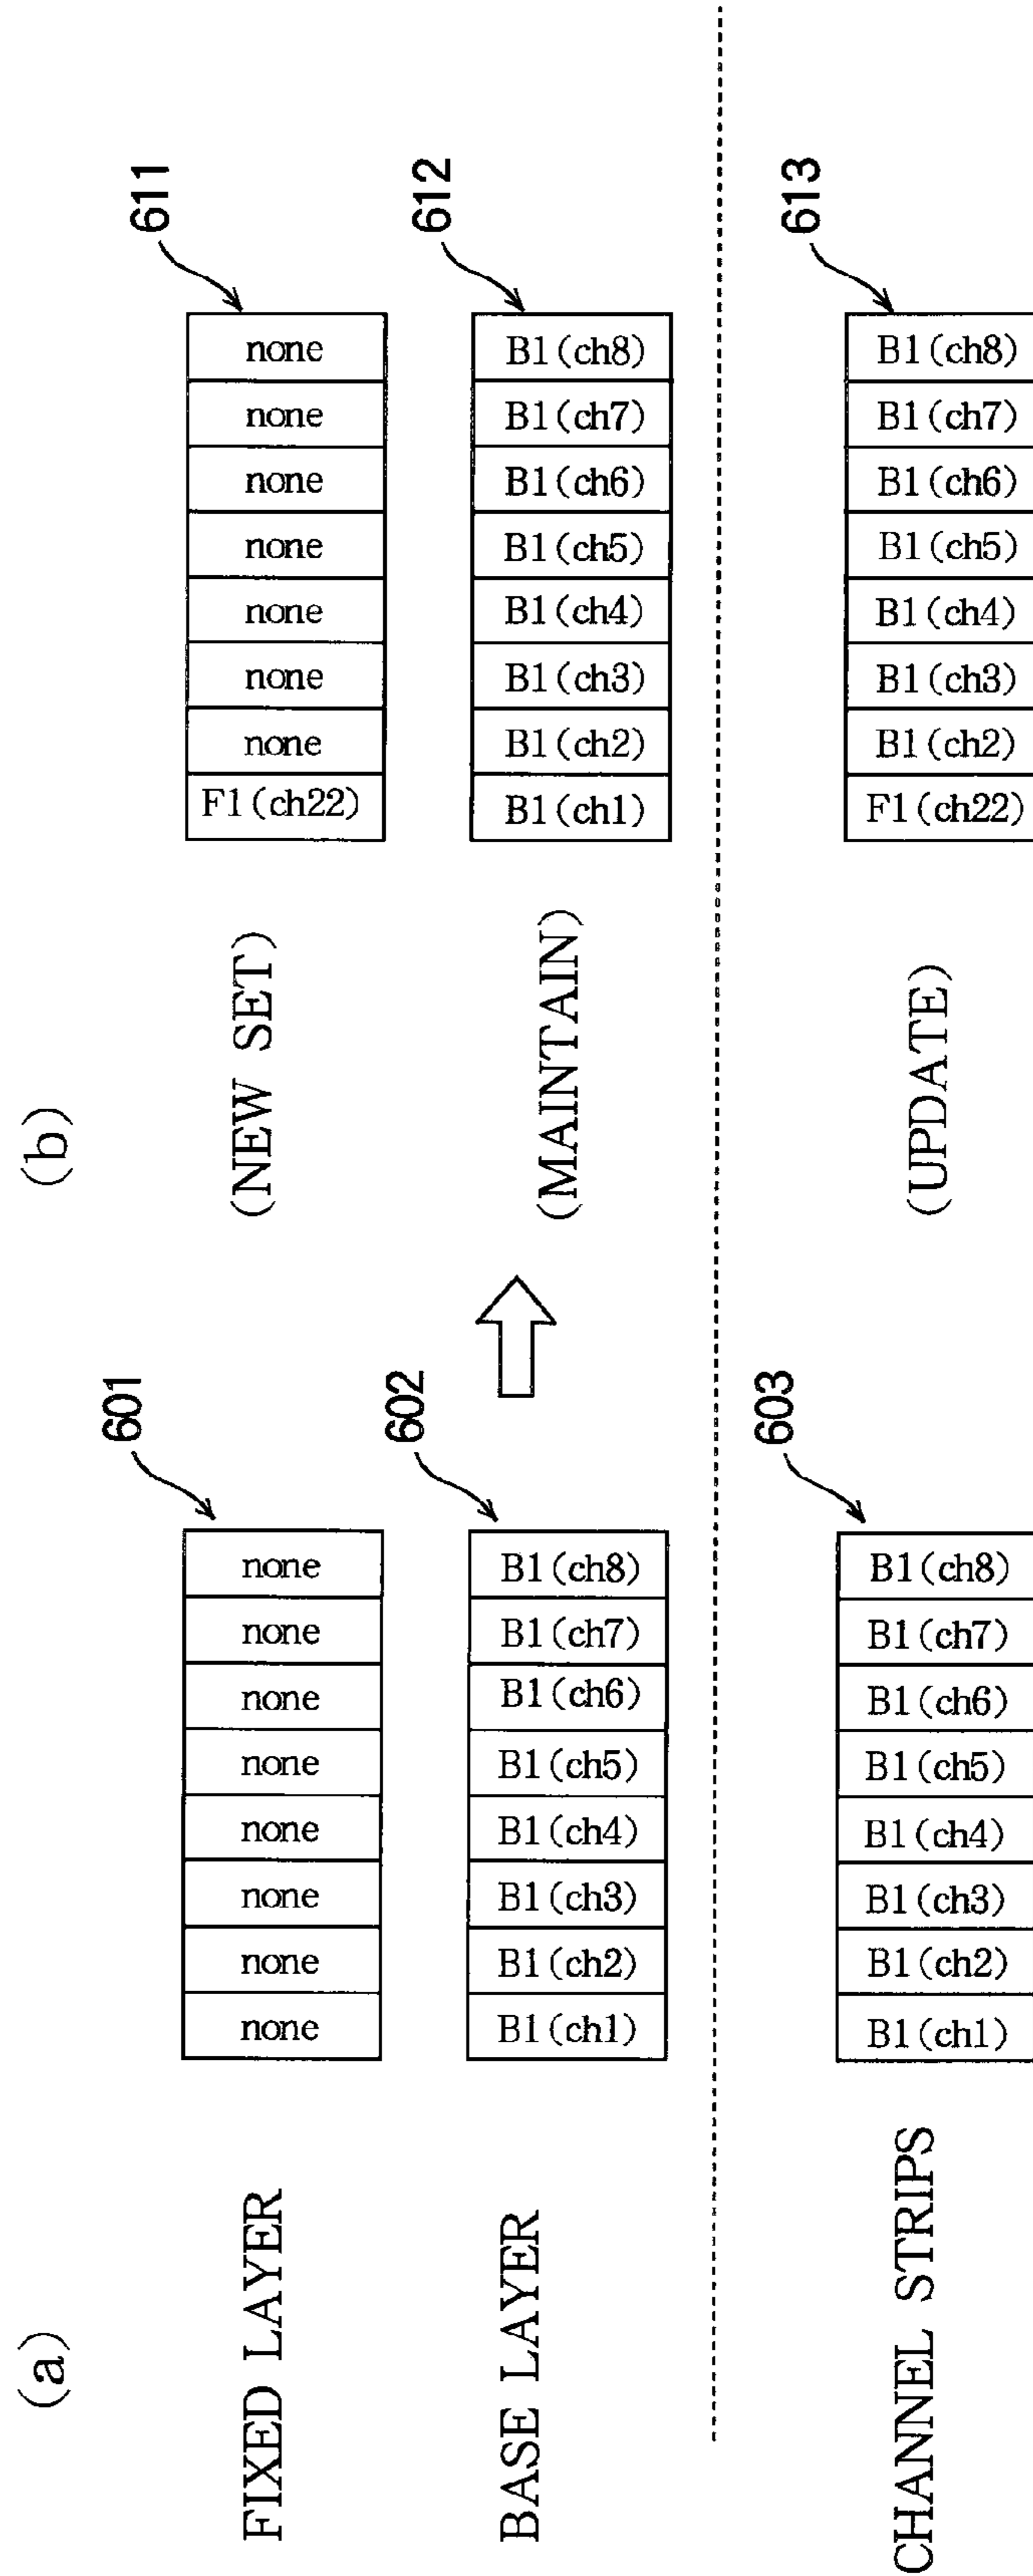 (a)
(b)
FIXED LAYER
601
none
none
none
none
none
none
none
none
(NEW SET)
611
F1(ch22)
none
none
none
none
none
none
none
BASE LAYER
602
B1(ch1)
B1(ch2)
B1(ch3)
B1(ch4)
B1(ch5)
B1(ch6)
B1(ch7)
B1(ch8)
(MAINTAIN)
612
B1(ch1)
B1(ch2)
B1(ch3)
B1(ch4)
B1(ch5)
B1(ch6)
B1(ch7)
B1(ch8)
CHANNEL STRIPS
603
B1(ch1)
B1(ch2)
B1(ch3)
B1(ch4)
B1(ch5)
B1(ch6)
B1(ch7)
B1(ch8)
(UPDATE)
613
F1(ch22)
B1(ch2)
B1(ch3)
B1(ch4)
B1(ch5)
B1(ch6)
B1(ch7)
B1(ch8)